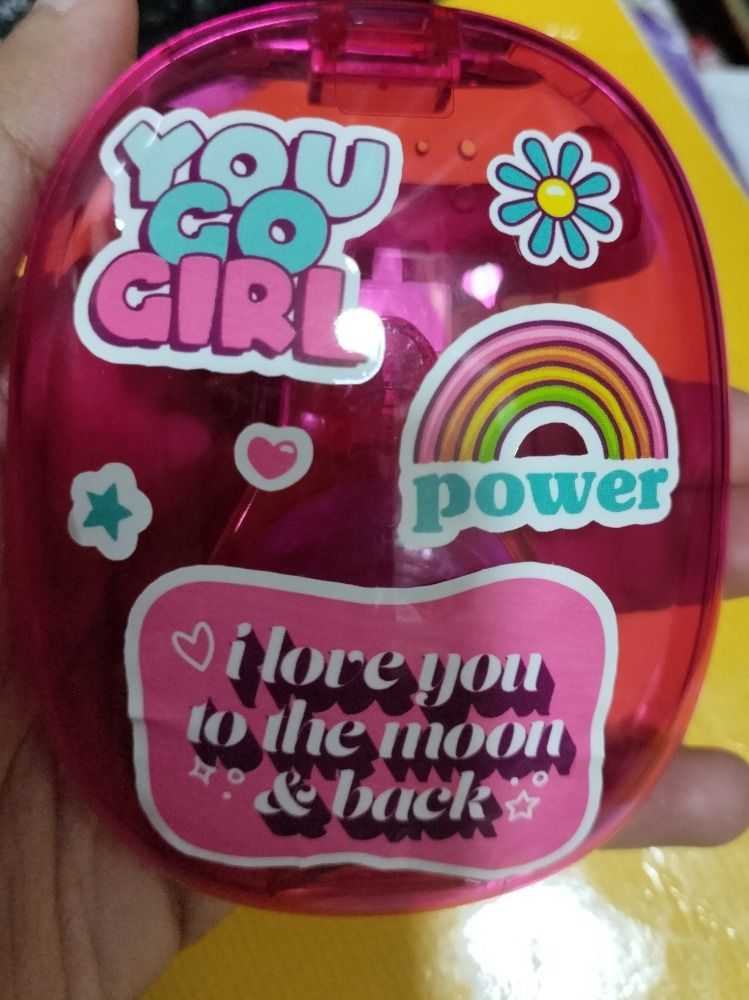 YOU
GO
GIRL
power
i love you
to the moon
& back